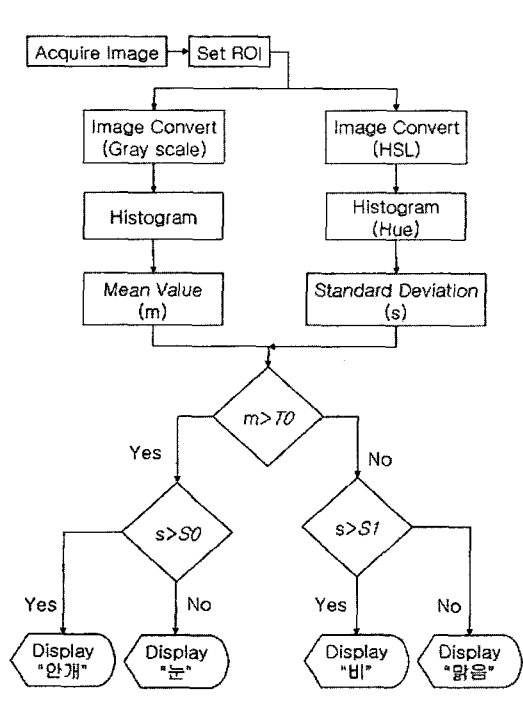 Acquire Image
Set ROI
Image Convert
(Gray scale)
Image Convert
(HSL)
Histogram
Histogram
(Hue)
Mean Value
(m)
Standard Deviation
(s)
m>T0
Yes
No
s>S0
s>S1
Yes
No
Yes
No
Display
"안개"
Display
"눈"
Display
"비"
Display
"맑음"